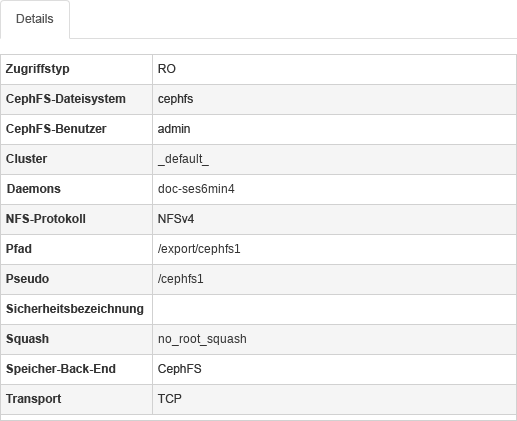 Details
Zugriffstyp RO
CephFS-Dateisystem cephfs
CephFS-Benutzer admin
Cluster _default_
Daemons doc-ses6min4
NFS-Protokoll NFSv4
Pfad /export/cephfs1
Pseudo /cephfs1
Sicherheitsbezeichnung
Squash no_root_squash
Speicher-Back-End CephFS
Transport TCP